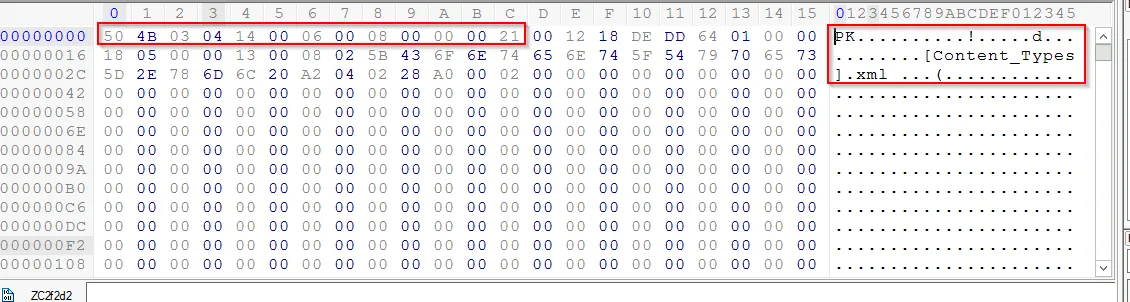 0 1 2 3 4 5 6 7 8 9 A B C D E F 10 11 12 13 14 15 0123456789ABCDEF012345
00000000 50 4B 03 04 14 00 06 00 08 00 00 00 21 00 12 18 DE DD 64 01 00 00 PK..........!.....d...
00000016 18 05 00 00 13 00 08 02 5B 43 6F 6E 74 65 6E 74 5F 54 79 70 65 73 ........[Content_Types
0000002C 5D 2E 78 6D 6C 20 A2 04 02 28 A0 00 02 00 00 00 00 00 00 00 00 00 ].xml ...(............
00000042 00 00 00 00 00 00 00 00 00 00 00 00 00 00 00 00 00 00 00 00 00 00 ......................
00000058 00 00 00 00 00 00 00 00 00 00 00 00 00 00 00 00 00 00 00 00 00 00 ......................
0000006E 00 00 00 00 00 00 00 00 00 00 00 00 00 00 00 00 00 00 00 00 00 00 ......................
00000084 00 00 00 00 00 00 00 00 00 00 00 00 00 00 00 00 00 00 00 00 00 00 ......................
0000009A 00 00 00 00 00 00 00 00 00 00 00 00 00 00 00 00 00 00 00 00 00 00 ......................
000000B0 00 00 00 00 00 00 00 00 00 00 00 00 00 00 00 00 00 00 00 00 00 00 ......................
000000C6 00 00 00 00 00 00 00 00 00 00 00 00 00 00 00 00 00 00 00 00 00 00 ......................
000000DC 00 00 00 00 00 00 00 00 00 00 00 00 00 00 00 00 00 00 00 00 00 00 ......................
000000F2 00 00 00 00 00 00 00 00 00 00 00 00 00 00 00 00 00 00 00 00 00 00 ......................
00000108 00 00 00 00 00 00 00 00 00 00 00 00 00 00 00 00 00 00 00 00 00 00 ......................
ZC2f2d2